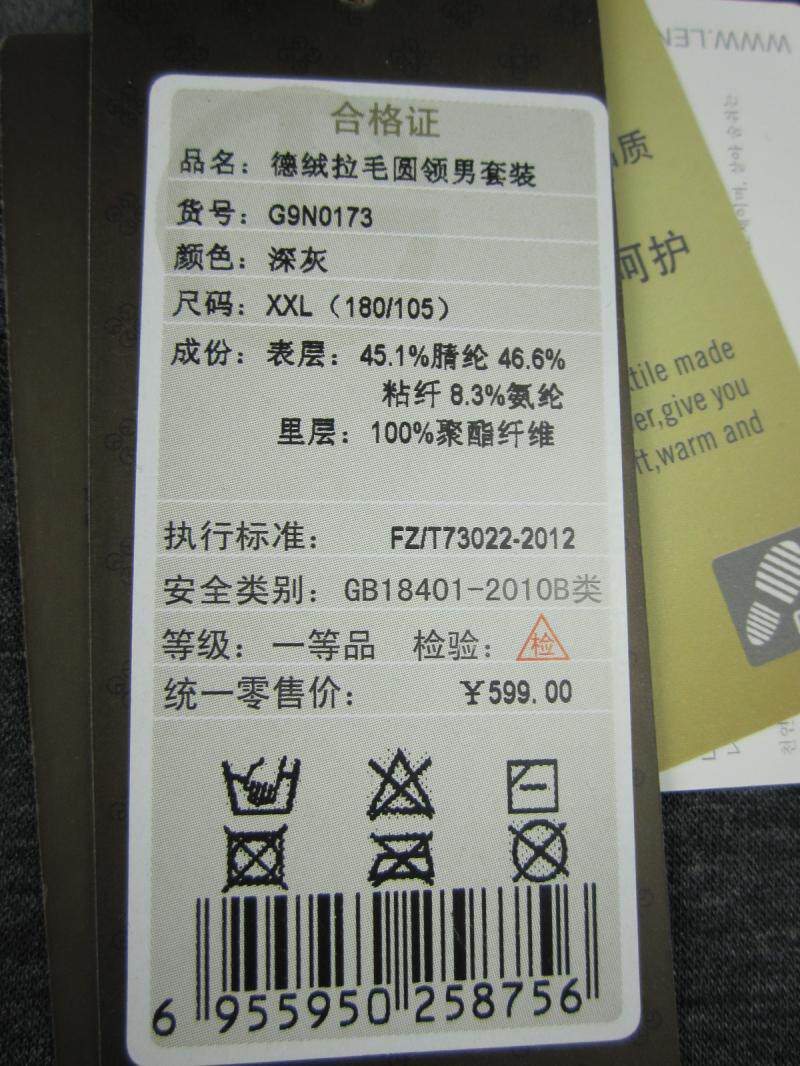 合格证
品名：德绒拉毛圆领男套装
货号：G9N0173
颜色：深灰
尺码：XXL（180/105）
成份：表层：45.1%腈纶 46.6%
粘纤 8.3%氨纶
里层：100%聚酯纤维
执行标准：FZ/T73022-2012
安全类别：GB18401-2010B类
等级：一等品 检验：检
统一零售价：¥599.00
6 955950 258756
质
呵护
tile made
er,give you
ft,warm and
WWW.LE